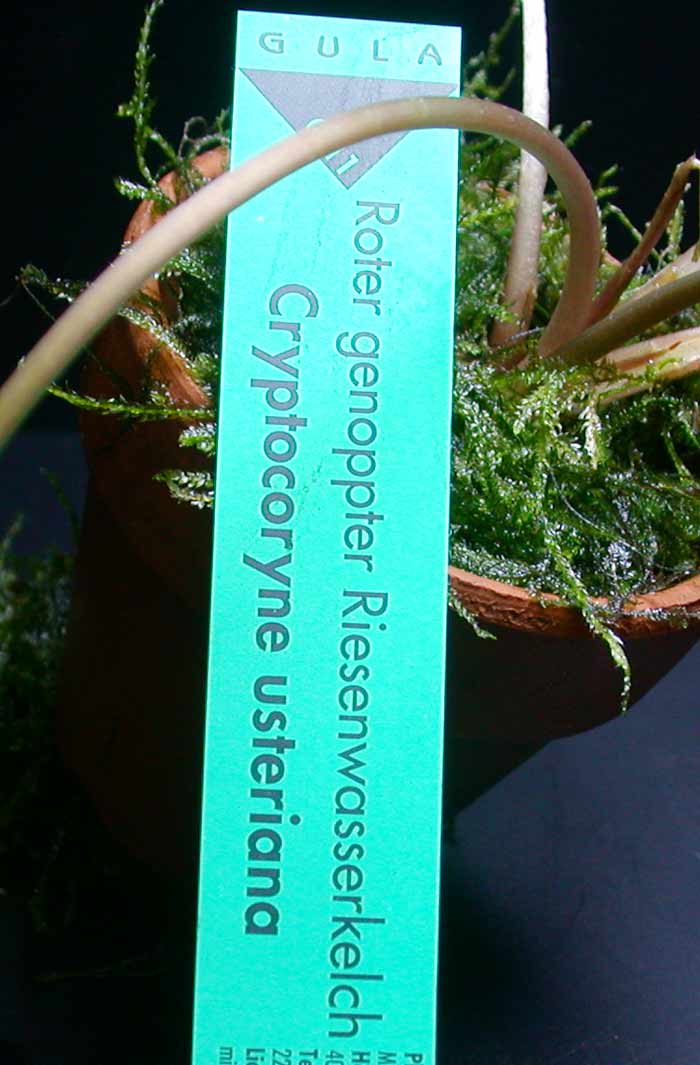 GULA
Roter genoppter Riesenwasserkelch
Cryptocoryne usteriana